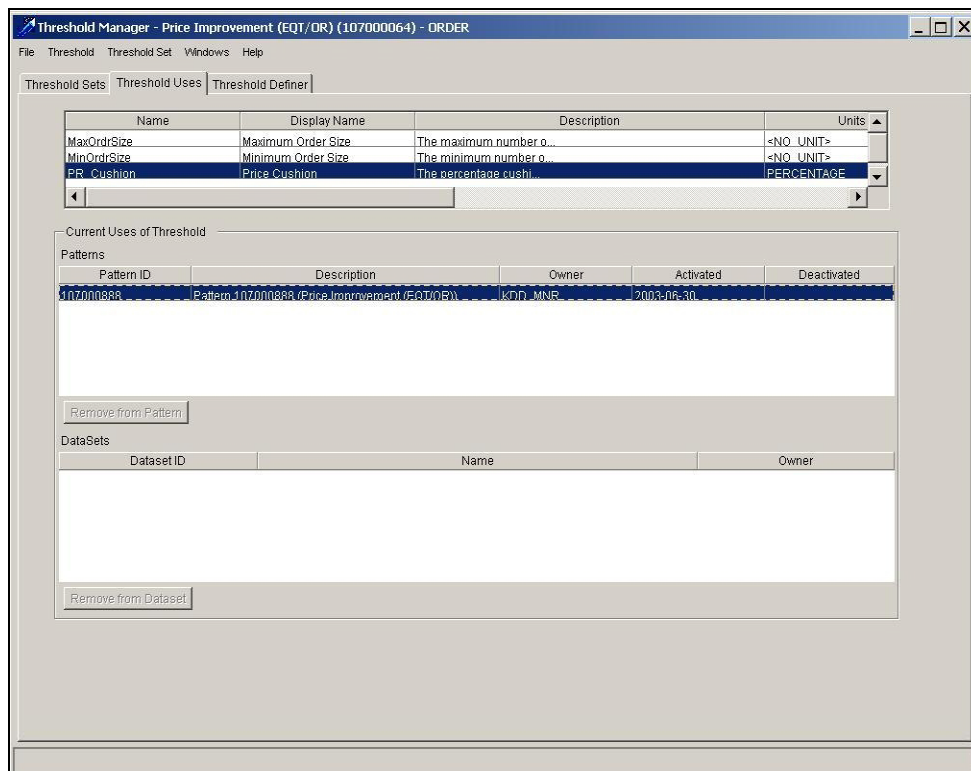 Threshold Manager - Price Improvement (EQT/OR) (107000064) - ORDER
File Threshold Threshold Set Windows Help
Threshold Sets Threshold Uses Threshold Definer
Name Display Name Description Units
MaxOrdrSize Maximum Order Size The maximum number o... <NO_UNIT>
MinOrdrSize Minimum Order Size The minimum number o... <NO_UNIT>
PR_Cushion Price Cushion The percentage cushi... PERCENTAGE
Current Uses of Threshold
Patterns
Pattern ID Description Owner Activated Deactivated
107000888 Pattern 107000888 (Price Improvement (EQT/OR)) KDD_MNR 2003-06-30
Remove from Pattern
DataSets
Dataset ID Name Owner
Remove from Dataset